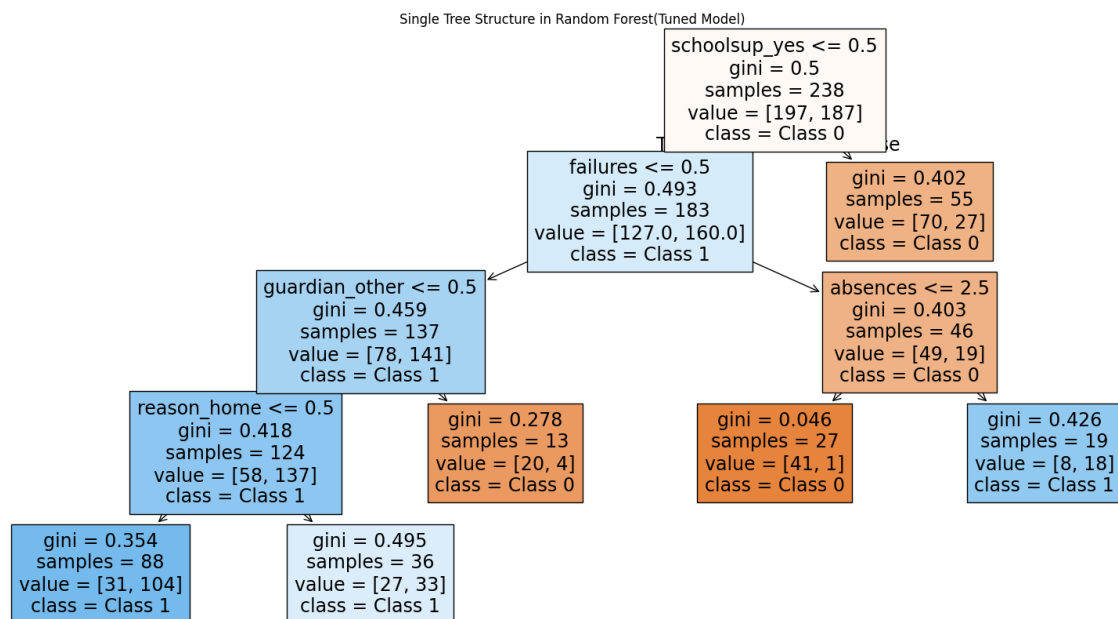 Single Tree Structure in Random Forest(Tuned Model)
schoolsup_yes <= 0.5
gini = 0.5
samples = 238
value = [197, 187]
class = Class 0
failures <= 0.5
gini = 0.493
samples = 183
value = [127.0, 160.0]
class = Class 1
gini = 0.402
samples = 55
value = [70, 27]
class = Class 0
guardian_other <= 0.5
gini = 0.459
samples = 137
value = [78, 141]
class = Class 1
absences <= 2.5
gini = 0.403
samples = 46
value = [49, 19]
class = Class 0
reason_home <= 0.5
gini = 0.418
samples = 124
value = [58, 137]
class = Class 1
gini = 0.278
samples = 13
value = [20, 4]
class = Class 0
gini = 0.046
samples = 27
value = [41, 1]
class = Class 0
gini = 0.426
samples = 19
value = [8, 18]
class = Class 1
gini = 0.354
samples = 88
value = [31, 104]
class = Class 1
gini = 0.495
samples = 36
value = [27, 33]
class = Class 1